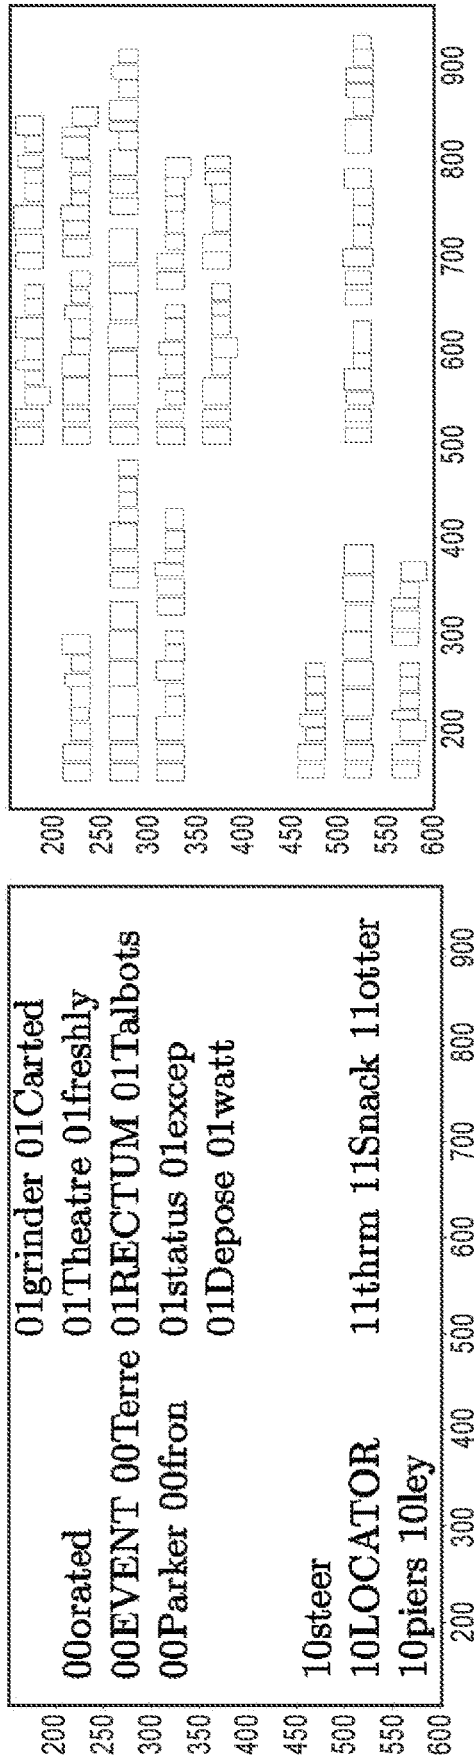 200
250
300
350
400
450
500
550
600
01grinder 01Carted
00orated 01Theatre 01freshly
00EVENT 00Terre 01RECTUM 01Talbots
00Parker 00fron 01status 01excep
01Depose 01watt
10steer
10LOCATOR 11thrm 11Snack 11otter
10piers 10ley
200 300 400 500 600 700 800 900
200
250
300
350
400
450
500
550
600
200 300 400 500 600 700 800 900